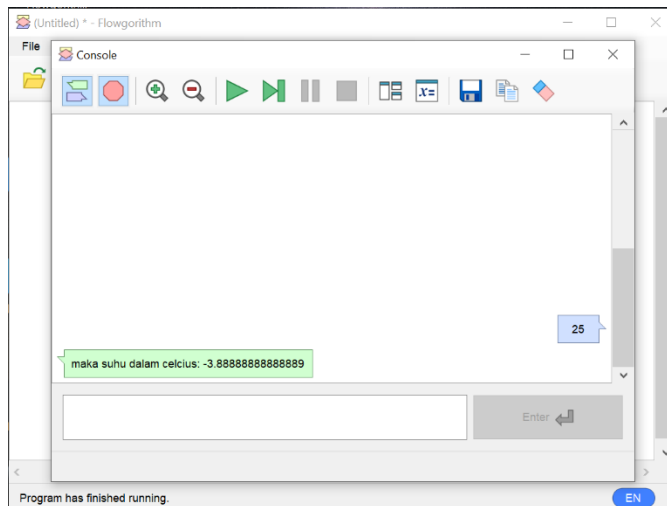 (Untitled) * - Flowgorithm
File
Console
x=
25
maka suhu dalam celcius: -3.88888888888889
Enter
Program has finished running.
EN